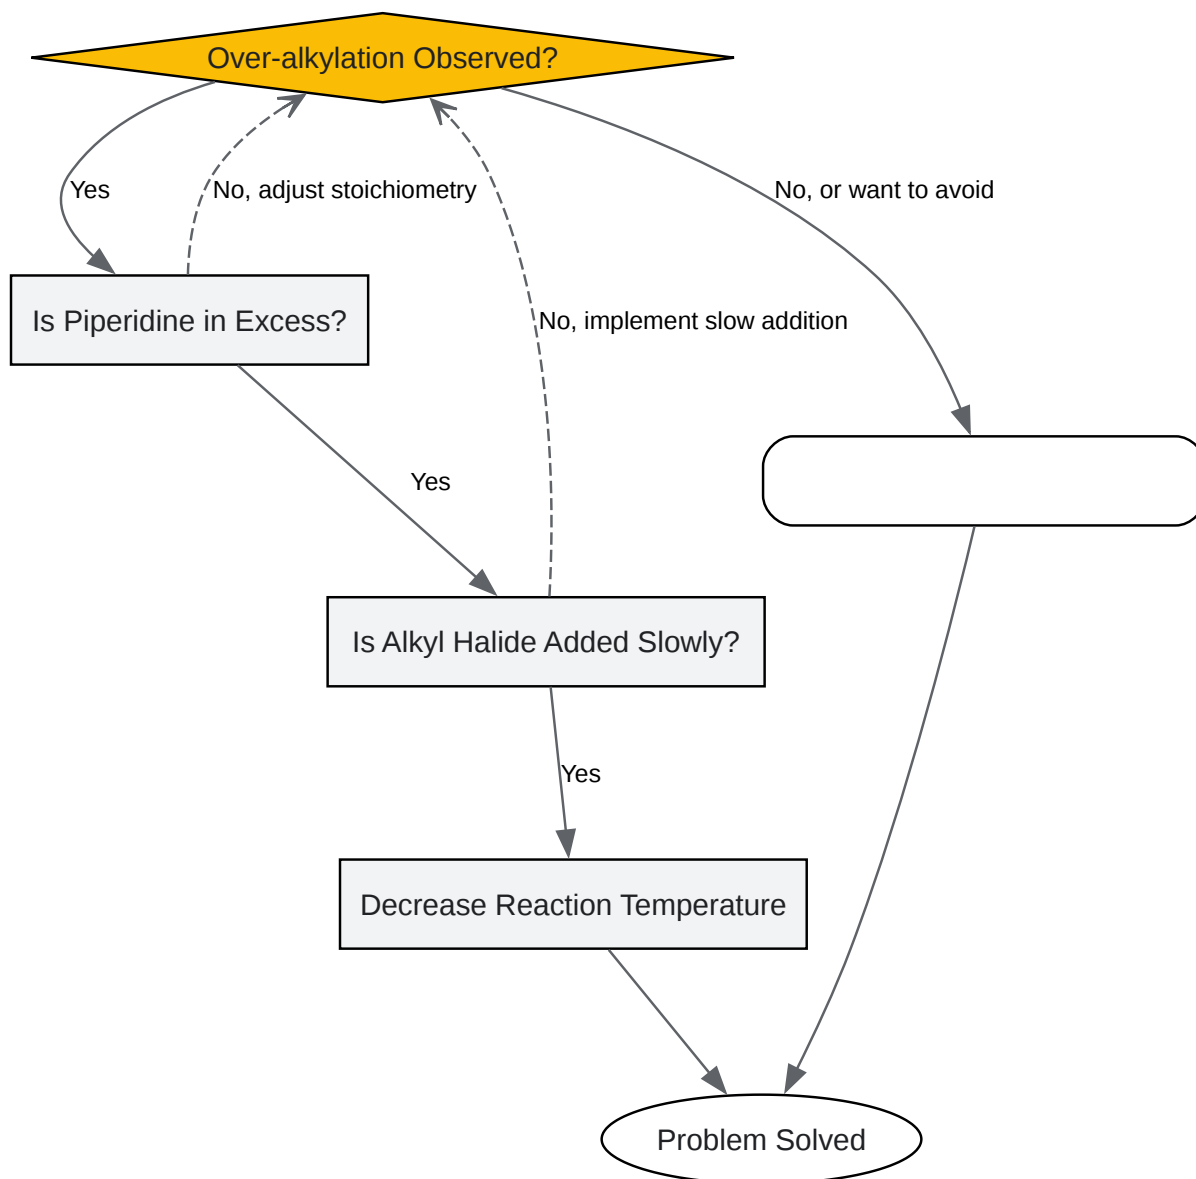 Over-alkylation Observed?
Yes
No, adjust stoichiometry
No, or want to avoid
Is Piperidine in Excess?
No, implement slow addition
Yes
Is Alkyl Halide Added Slowly?
Yes
Decrease Reaction Temperature
Problem Solved